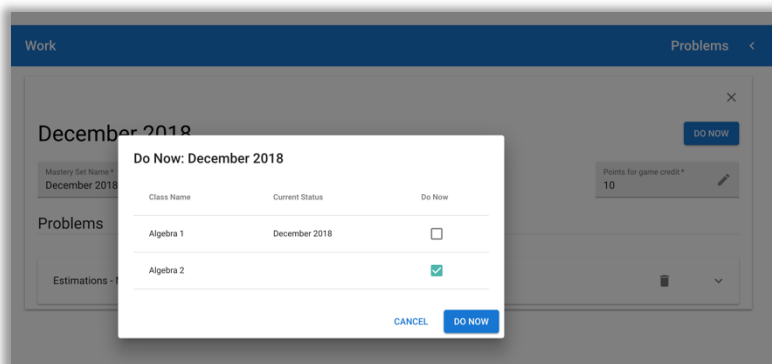 Work
Problems
December 2018
DO NOW
Mastery Set Name *
December 2018
Points for game credit *
10
Problems
Estimations -
Do Now: December 2018
Class Name Current Status Do Now
Algebra 1 December 2018
Algebra 2
CANCEL DO NOW